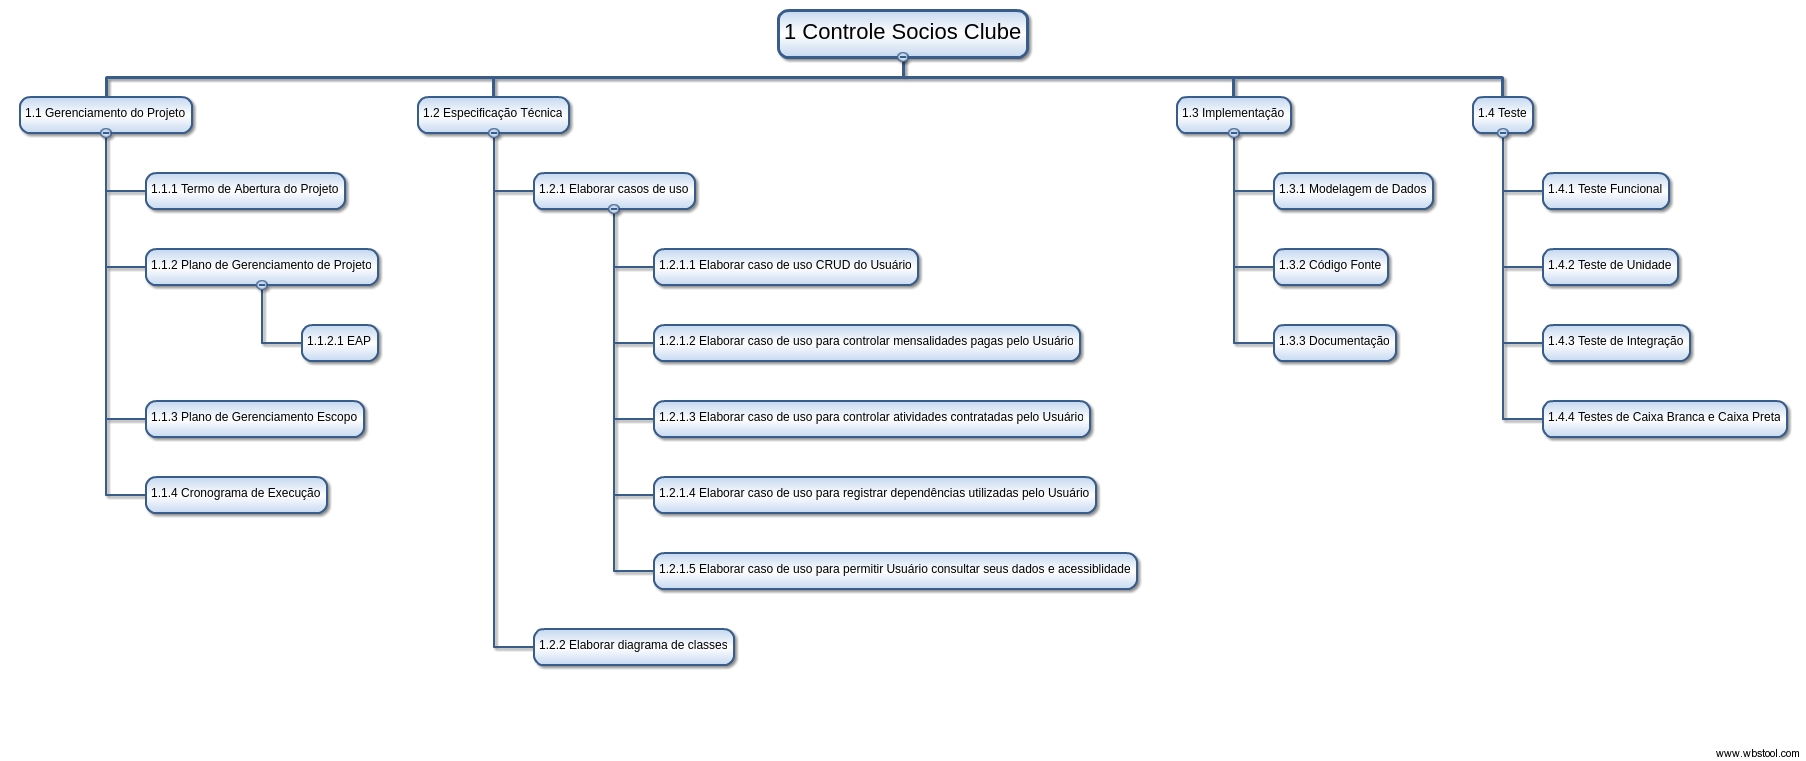 1 Controle Socios Clube
1.1 Gerenciamento do Projeto
1.1.1 Termo de Abertura do Projeto
1.1.2 Plano de Gerenciamento de Projeto
1.1.2.1 EAP
1.1.3 Plano de Gerenciamento Escopo
1.1.4 Cronograma de Execução
1.2 Especificação Técnica
1.2.1 Elaborar casos de uso
1.2.1.1 Elaborar caso de uso CRUD do Usuário
1.2.1.2 Elaborar caso de uso para controlar mensalidades pagas pelo Usuário
1.2.1.3 Elaborar caso de uso para controlar atividades contratadas pelo Usuário
1.2.1.4 Elaborar caso de uso para registrar dependências utilizadas pelo Usuário
1.2.1.5 Elaborar caso de uso para permitir Usuário consultar seus dados e acessiblidade
1.2.2 Elaborar diagrama de classes
1.3 Implementação
1.3.1 Modelagem de Dados
1.3.2 Código Fonte
1.3.3 Documentação
1.4 Teste
1.4.1 Teste Funcional
1.4.2 Teste de Unidade
1.4.3 Teste de Integração
1.4.4 Testes de Caixa Branca e Caixa Preta
www.wbstool.com